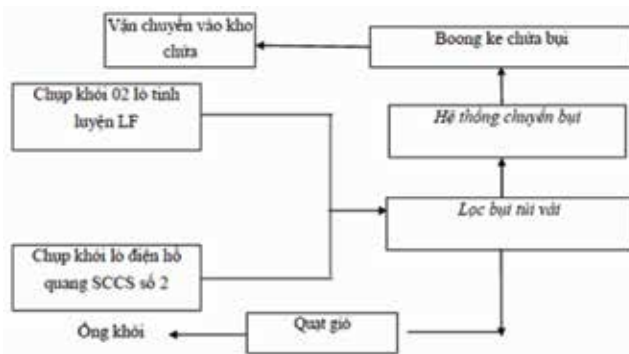 Vận chuyển vào kho
chứa
Boong ke chứa bụi
Chụp khói 02 lò tinh
luyện LF
Hệ thống chuyển bụi
Lọc bụi túi vải
Chụp khói lò điện hồ
quang SCCS số 2
Ống khói
Quạt gió